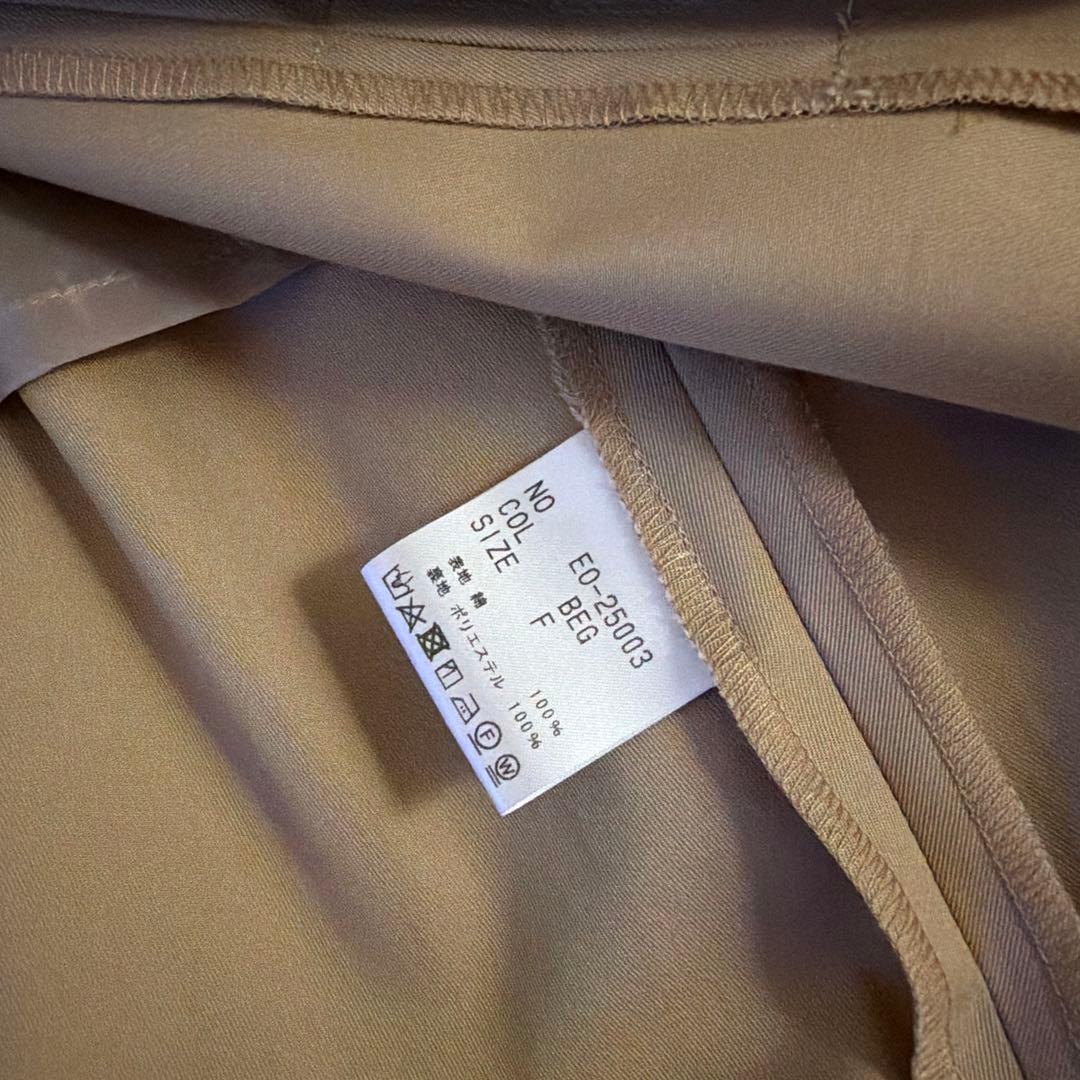 NO E0-25003
COL BEG
SIZE F
表地 綿 100%
裏地 ポリエステル 100%
F W